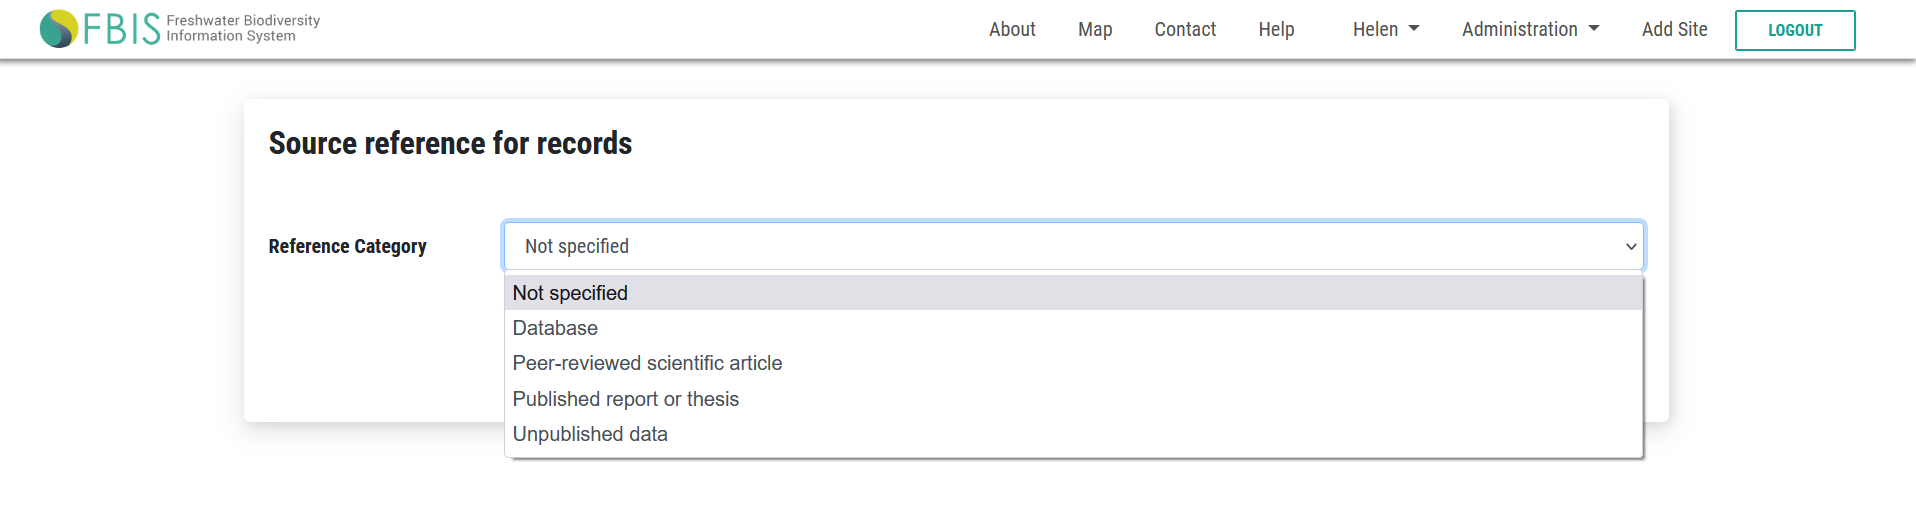 FBIS Freshwater Biodiversity
Information System
About Map Contact Help Helen Administration Add Site LOGOUT
Source reference for records
Reference Category Not specified
Not specified
Database
Peer-reviewed scientific article
Published report or thesis
Unpublished data